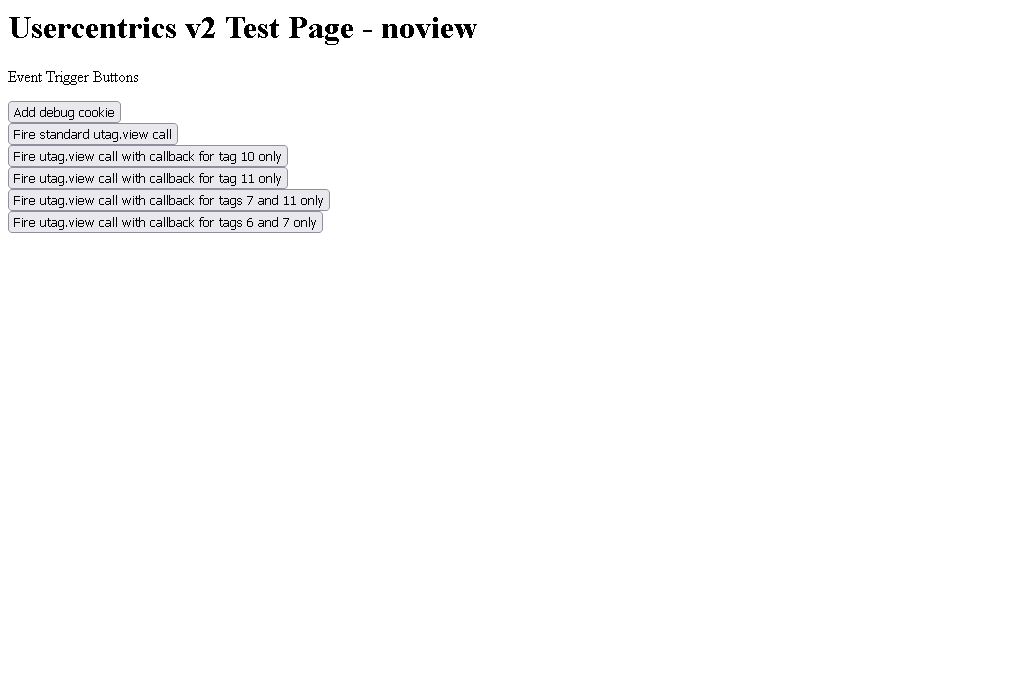 Usercentrics v2 Test Page - noview
Event Trigger Buttons
Add debug cookie
Fire standard utag.view call
Fire utag.view call with callback for tag 10 only
Fire utag.view call with callback for tag 11 only
Fire utag.view call with callback for tags 7 and 11 only
Fire utag.view call with callback for tags 6 and 7 only